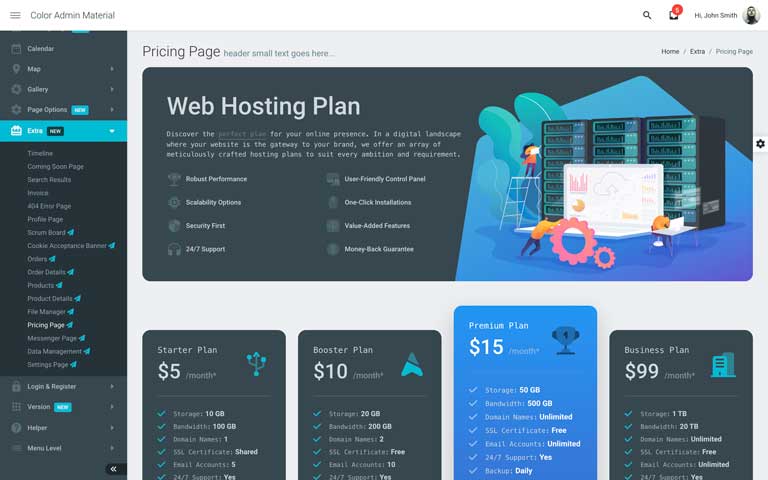 Color Admin Material
5
Hi, John Smith
Calendar
Map
Gallery
Page Options NEW
Extra NEW
Timeline
Coming Soon Page
Search Results
Invoice
404 Error Page
Profile Page
Scrum Board
Cookie Acceptance Banner
Orders
Order Details
Products
Product Details
File Manager
Pricing Page
Messenger Page
Data Management
Settings Page
Login & Register
Version NEW
Helper
Menu Level
Pricing Page header small text goes here...
Home / Extra / Pricing Page
Web Hosting Plan
Discover the perfect plan for your online presence. In a digital landscape
where your website is the gateway to your brand, we offer an array of
meticulously crafted hosting plans to suit every ambition and requirement.
Robust Performance
User-Friendly Control Panel
Scalability Options
One-Click Installations
Security First
Value-Added Features
24/7 Support
Money-Back Guarantee
Starter Plan
$5 /month*
Storage: 10 GB
Bandwidth: 100 GB
Domain Names: 1
SSL Certificate: Shared
Email Accounts: 5
24/7 Support: Yes
Booster Plan
$10 /month*
Storage: 20 GB
Bandwidth: 200 GB
Domain Names: 2
SSL Certificate: Free
Email Accounts: 10
24/7 Support: Yes
Premium Plan
$15 /month*
Storage: 50 GB
Bandwidth: 500 GB
Domain Names: Unlimited
SSL Certificate: Free
Email Accounts: Unlimited
24/7 Support: Yes
Backup: Daily
Business Plan
$99 /month*
Storage: 1 TB
Bandwidth: 20 TB
Domain Names: Unlimited
SSL Certificate: Free
Email Accounts: Unlimited
24/7 Support: Yes